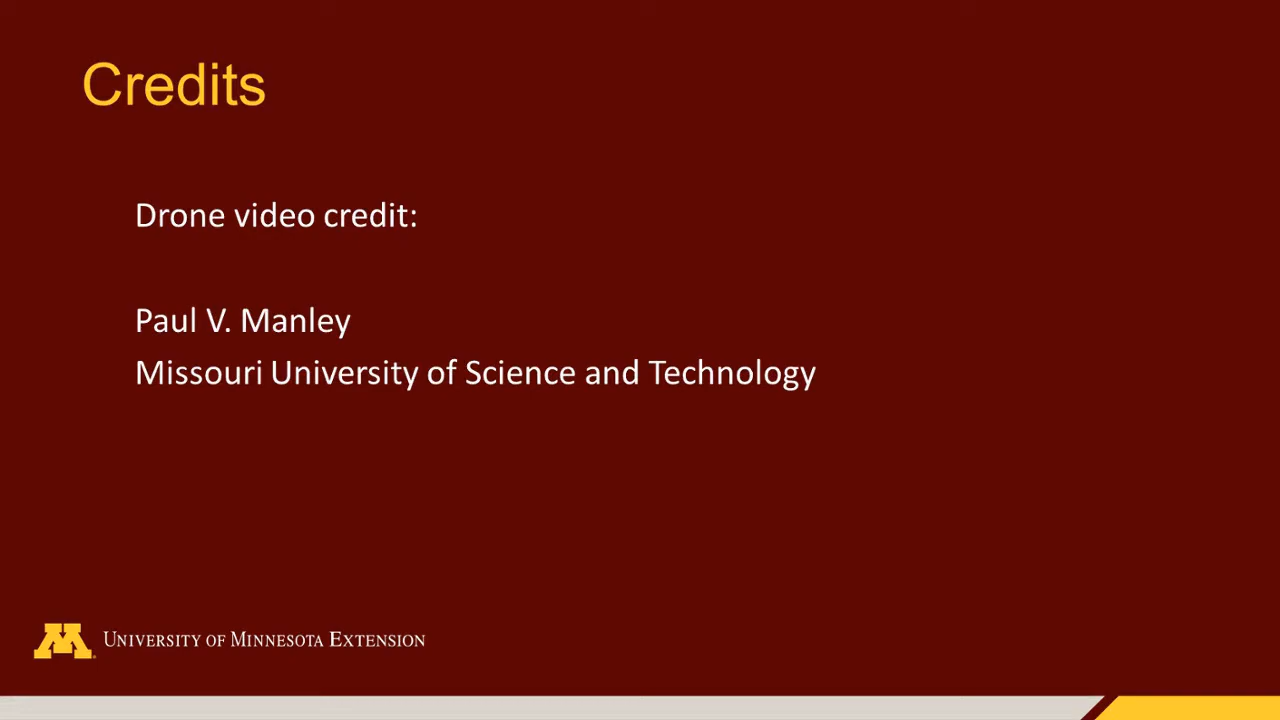 Credits
Drone video credit:
Paul V. Manley
Missouri University of Science and Technology
M UNIVERSITY OF MINNESOTA EXTENSION